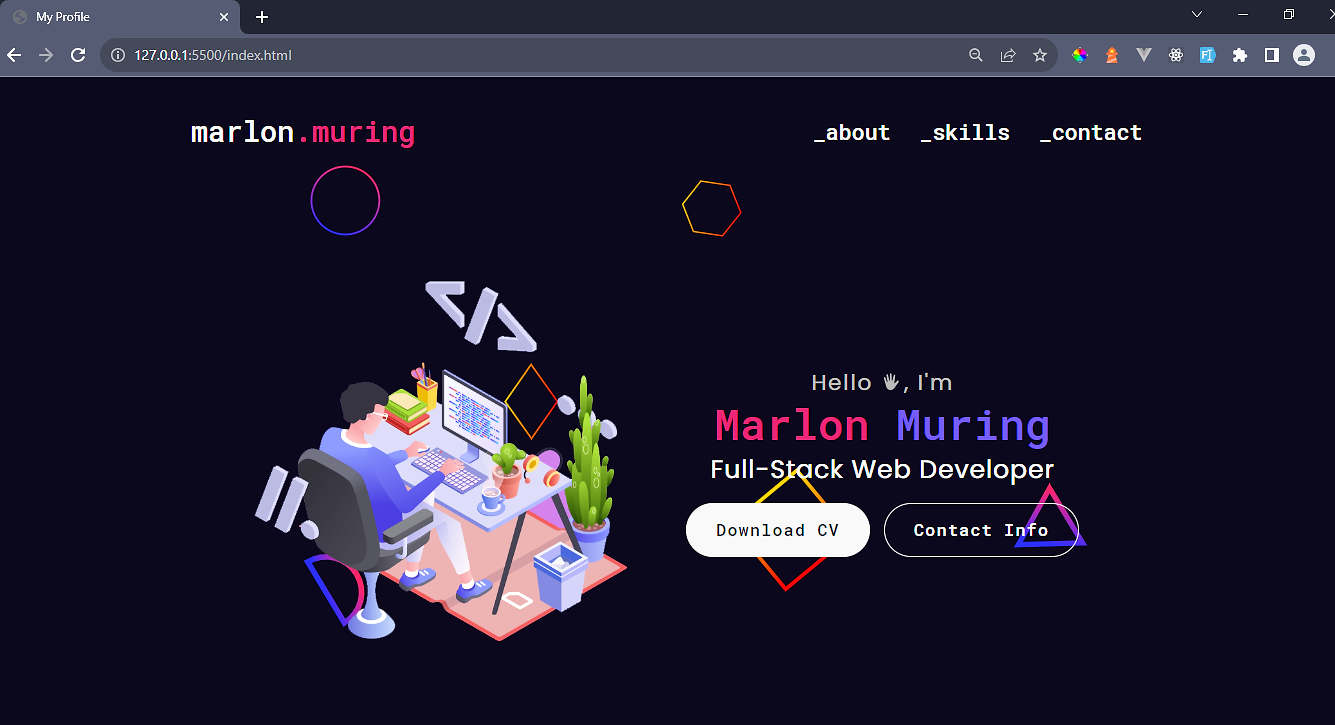 My Profile
127.0.0.1:5500/index.html
marlon.muring
_about _skills _contact
</>
Hello 👋, I'm
Marlon Muring
Full-Stack Web Developer
Download CV
Contact Info